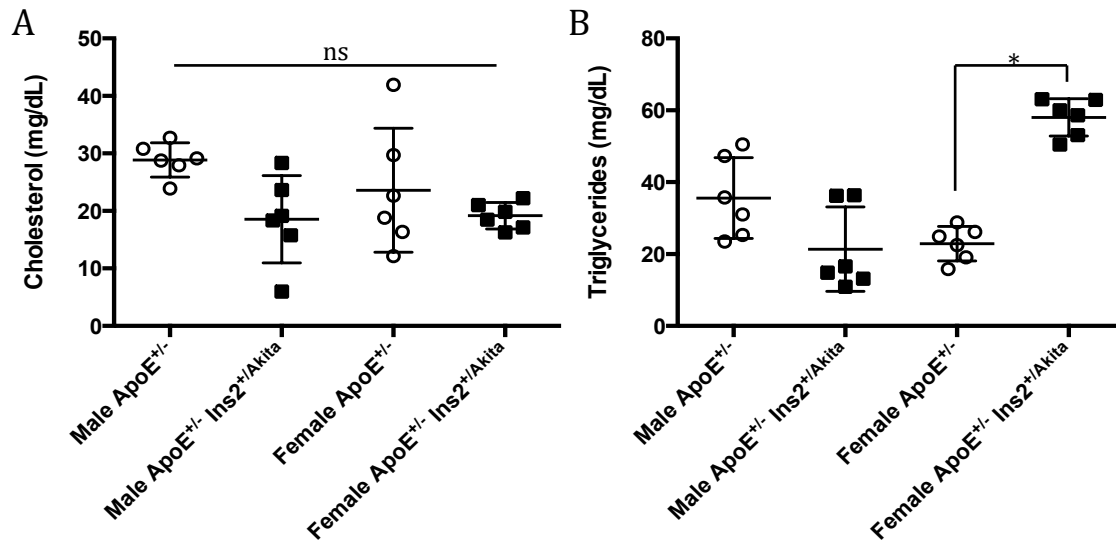 A
Cholesterol (mg/dL)
50
40
30
20
10
0
ns
Male ApoE+/-
Male ApoE+/- Ins2+/Akita
Female ApoE+/-
Female ApoE+/- Ins2+/Akita
B
Triglycerides (mg/dL)
80
60
40
20
0
*
Male ApoE+/-
Male ApoE+/- Ins2+/Akita
Female ApoE+/-
Female ApoE+/- Ins2+/Akita